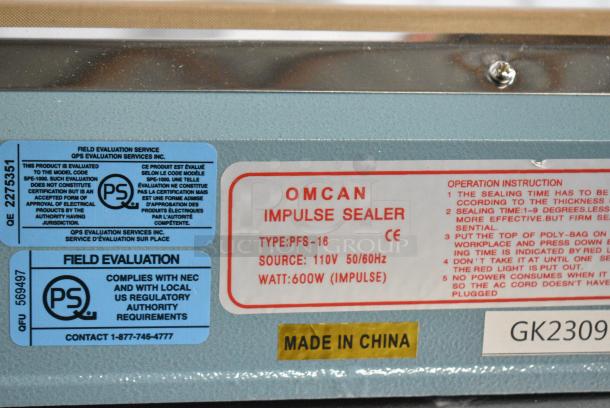 FIELD EVALUATION SERVICE
QPS EVALUATION SERVICES INC.
THIS PRODUCT IS EVALUATED
TO THE MODEL CODE
SPE-1000. SUCH EVALUATION
DOES NOT CONSTITUTE
CERTIFICATION BUT IS AN
ACCEPTED FORM OF
APPROVAL OF ELECTRICAL
PRODUCTS BY THE
AUTHORITY HAVING
JURISDICTION.
QPS
CE PRODUIT EST ÉVALUÉ
SELON LE CODE MODÈLE
SPE-1000. UNE TELLE
ÉVALUATION NE CONSTITUE
PAS LA CERTIFICATION MAIS
EST UNE FORME ADMISE
D'APPROBATION DES
PRODUITS ÉLECTRIQUES
PAR L'AUTORITÉ
COMPÉTENTE.
QPS EVALUATION SERVICES INC.
SERVICE D'ÉVALUATION SUR PLACE
QE 2275351
FIELD EVALUATION
QPS
COMPLIES WITH NEC
AND WITH LOCAL
US REGULATORY
AUTHORITY
REQUIREMENTS
CONTACT 1-877-746-4777
QFU 569497
OMCAN
IMPULSE SEALER
TYPE:PFS-16 CE
SOURCE: 110V 50/60Hz
WATT:600W (IMPULSE)
OPERATION INSTRUCTION
1 THE SEALING TIME HAS TO BE
CCORDING TO THE THICKNESS
2 SEALING TIME:1-9 DEGREES.LESS
MORE EFFECTIVE.BUT FIRM SE
SENTIAL.
3 PUT THE TOP OF POLY-BAG ON
WORKPLACE AND PRESS DOWN
ING TIME IS INDICATED BY RED L
4 DON'T TAKE IT AT UNTIL ONE SE
THE RED LIGHT IS PUT OUT.
5 NO POWER CONSUMES WHEN IT
SO THE AC CORD DOESN'T HAVE
PLUGGED
MADE IN CHINA
GK2309